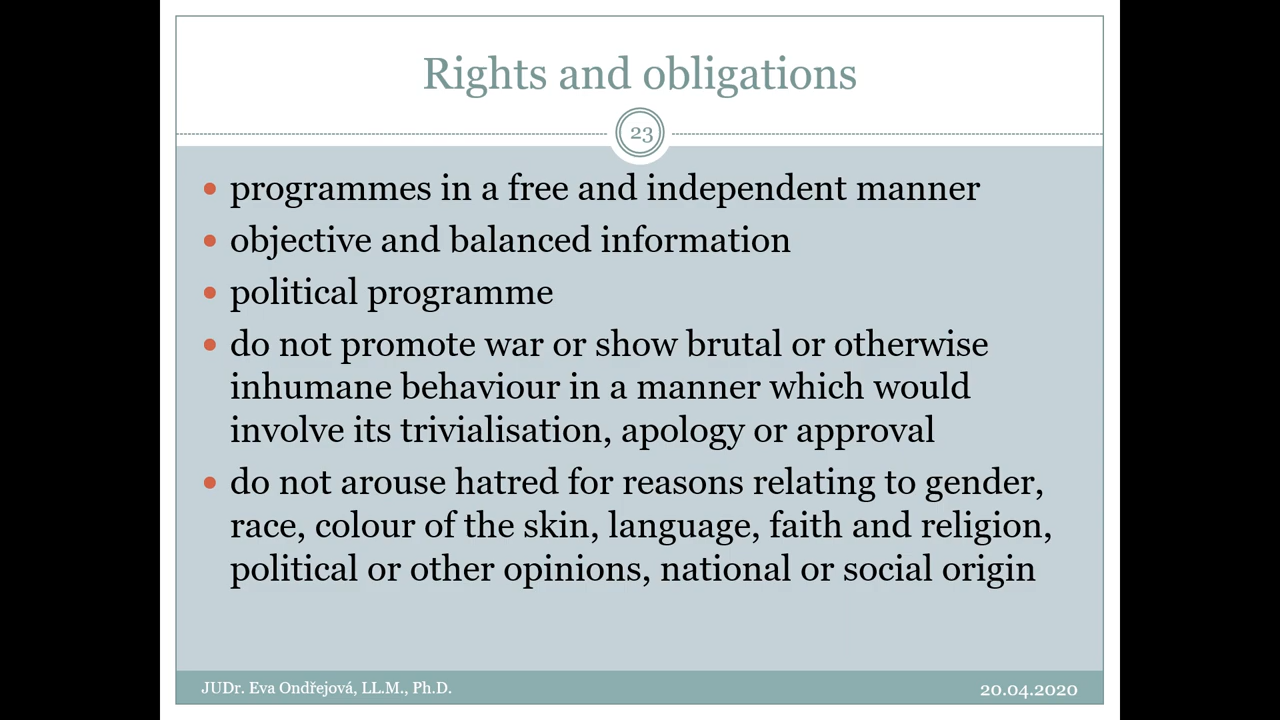 Rights and obligations
23
programmes in a free and independent manner
objective and balanced information
political programme
do not promote war or show brutal or otherwise
inhumane behaviour in a manner which would
involve its trivialisation, apology or approval
do not arouse hatred for reasons relating to gender,
race, colour of the skin, language, faith and religion,
political or other opinions, national or social origin
JUDr. Eva Ondřejová, LL.M., Ph.D.
20.04.2020